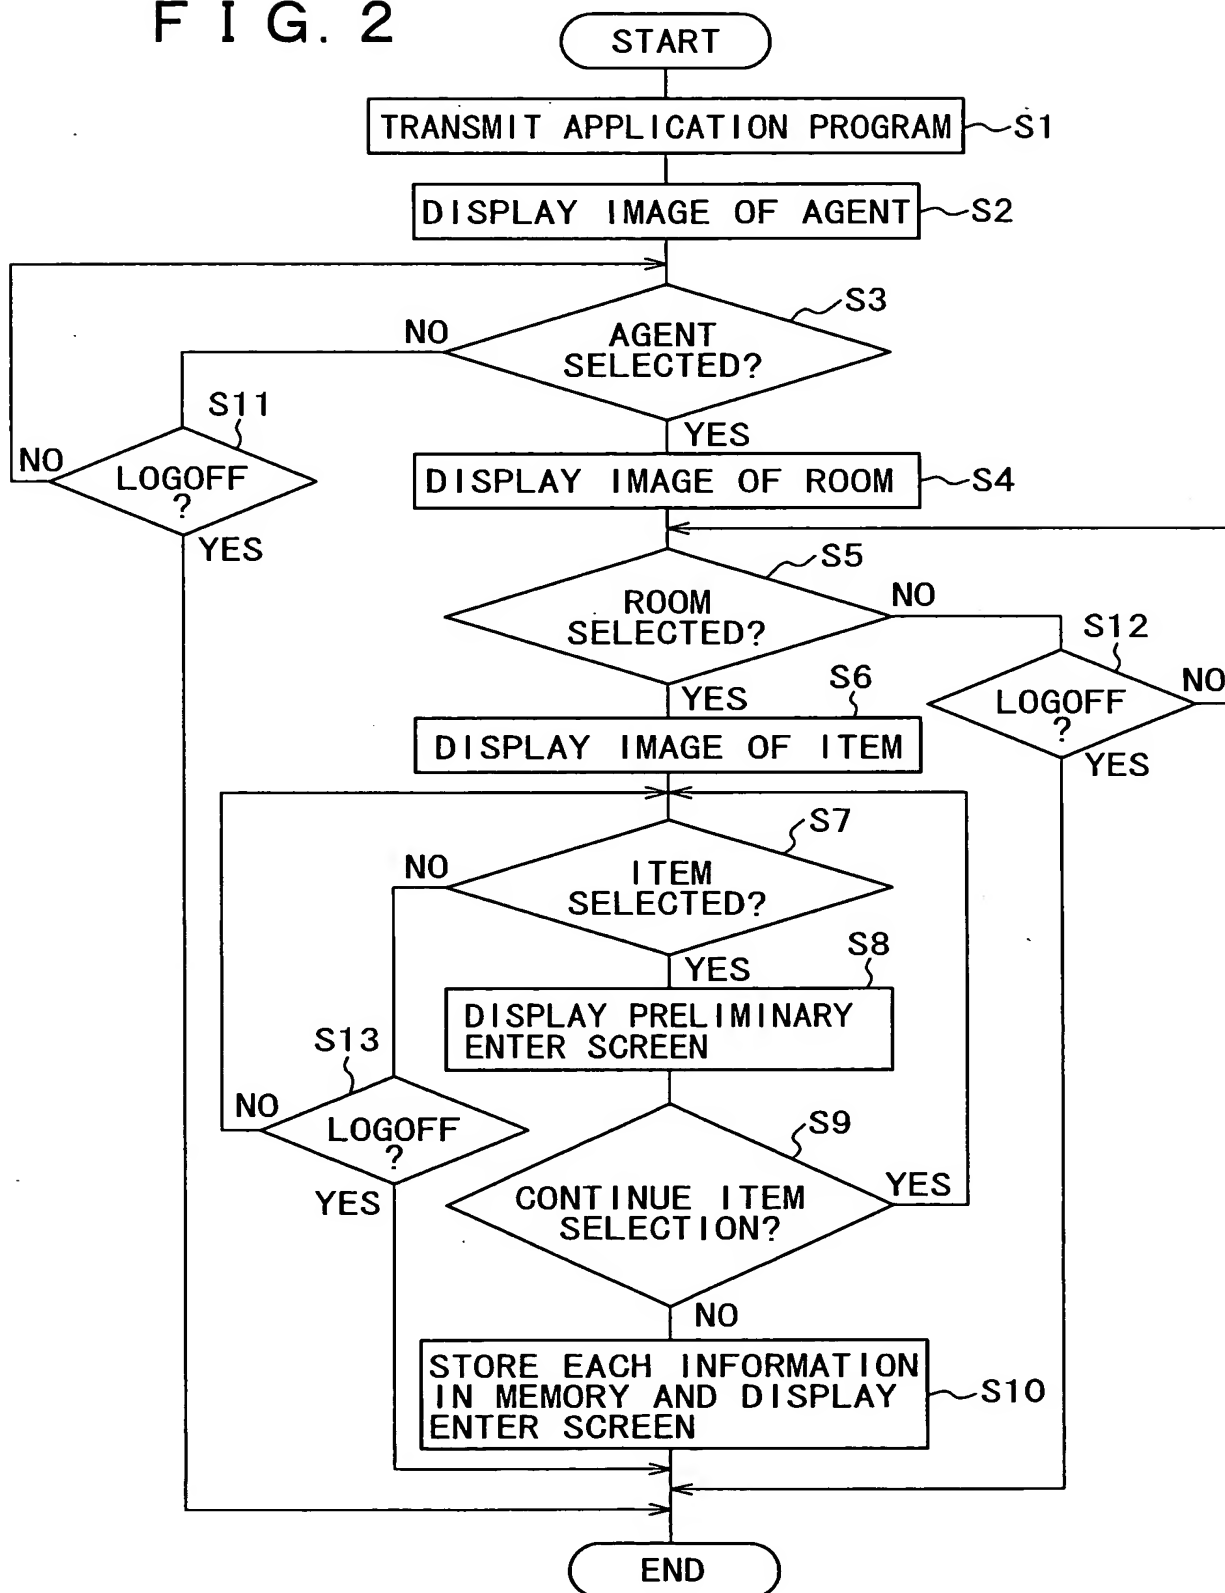 FIG. 2
START
TRANSMIT APPLICATION PROGRAM
S1
DISPLAY IMAGE OF AGENT
S2
S3
NO
AGENT
SELECTED?
YES
S11
NO
LOGOFF
?
YES
DISPLAY IMAGE OF ROOM
S4
S5
ROOM
SELECTED?
NO
S12
LOGOFF
?
NO
YES
YES
S6
DISPLAY IMAGE OF ITEM
S7
NO
ITEM
SELECTED?
YES
S8
DISPLAY PRELIMINARY
ENTER SCREEN
S13
NO
LOGOFF
?
YES
S9
CONTINUE ITEM
SELECTION?
YES
NO
STORE EACH INFORMATION
IN MEMORY AND DISPLAY
ENTER SCREEN
S10
END